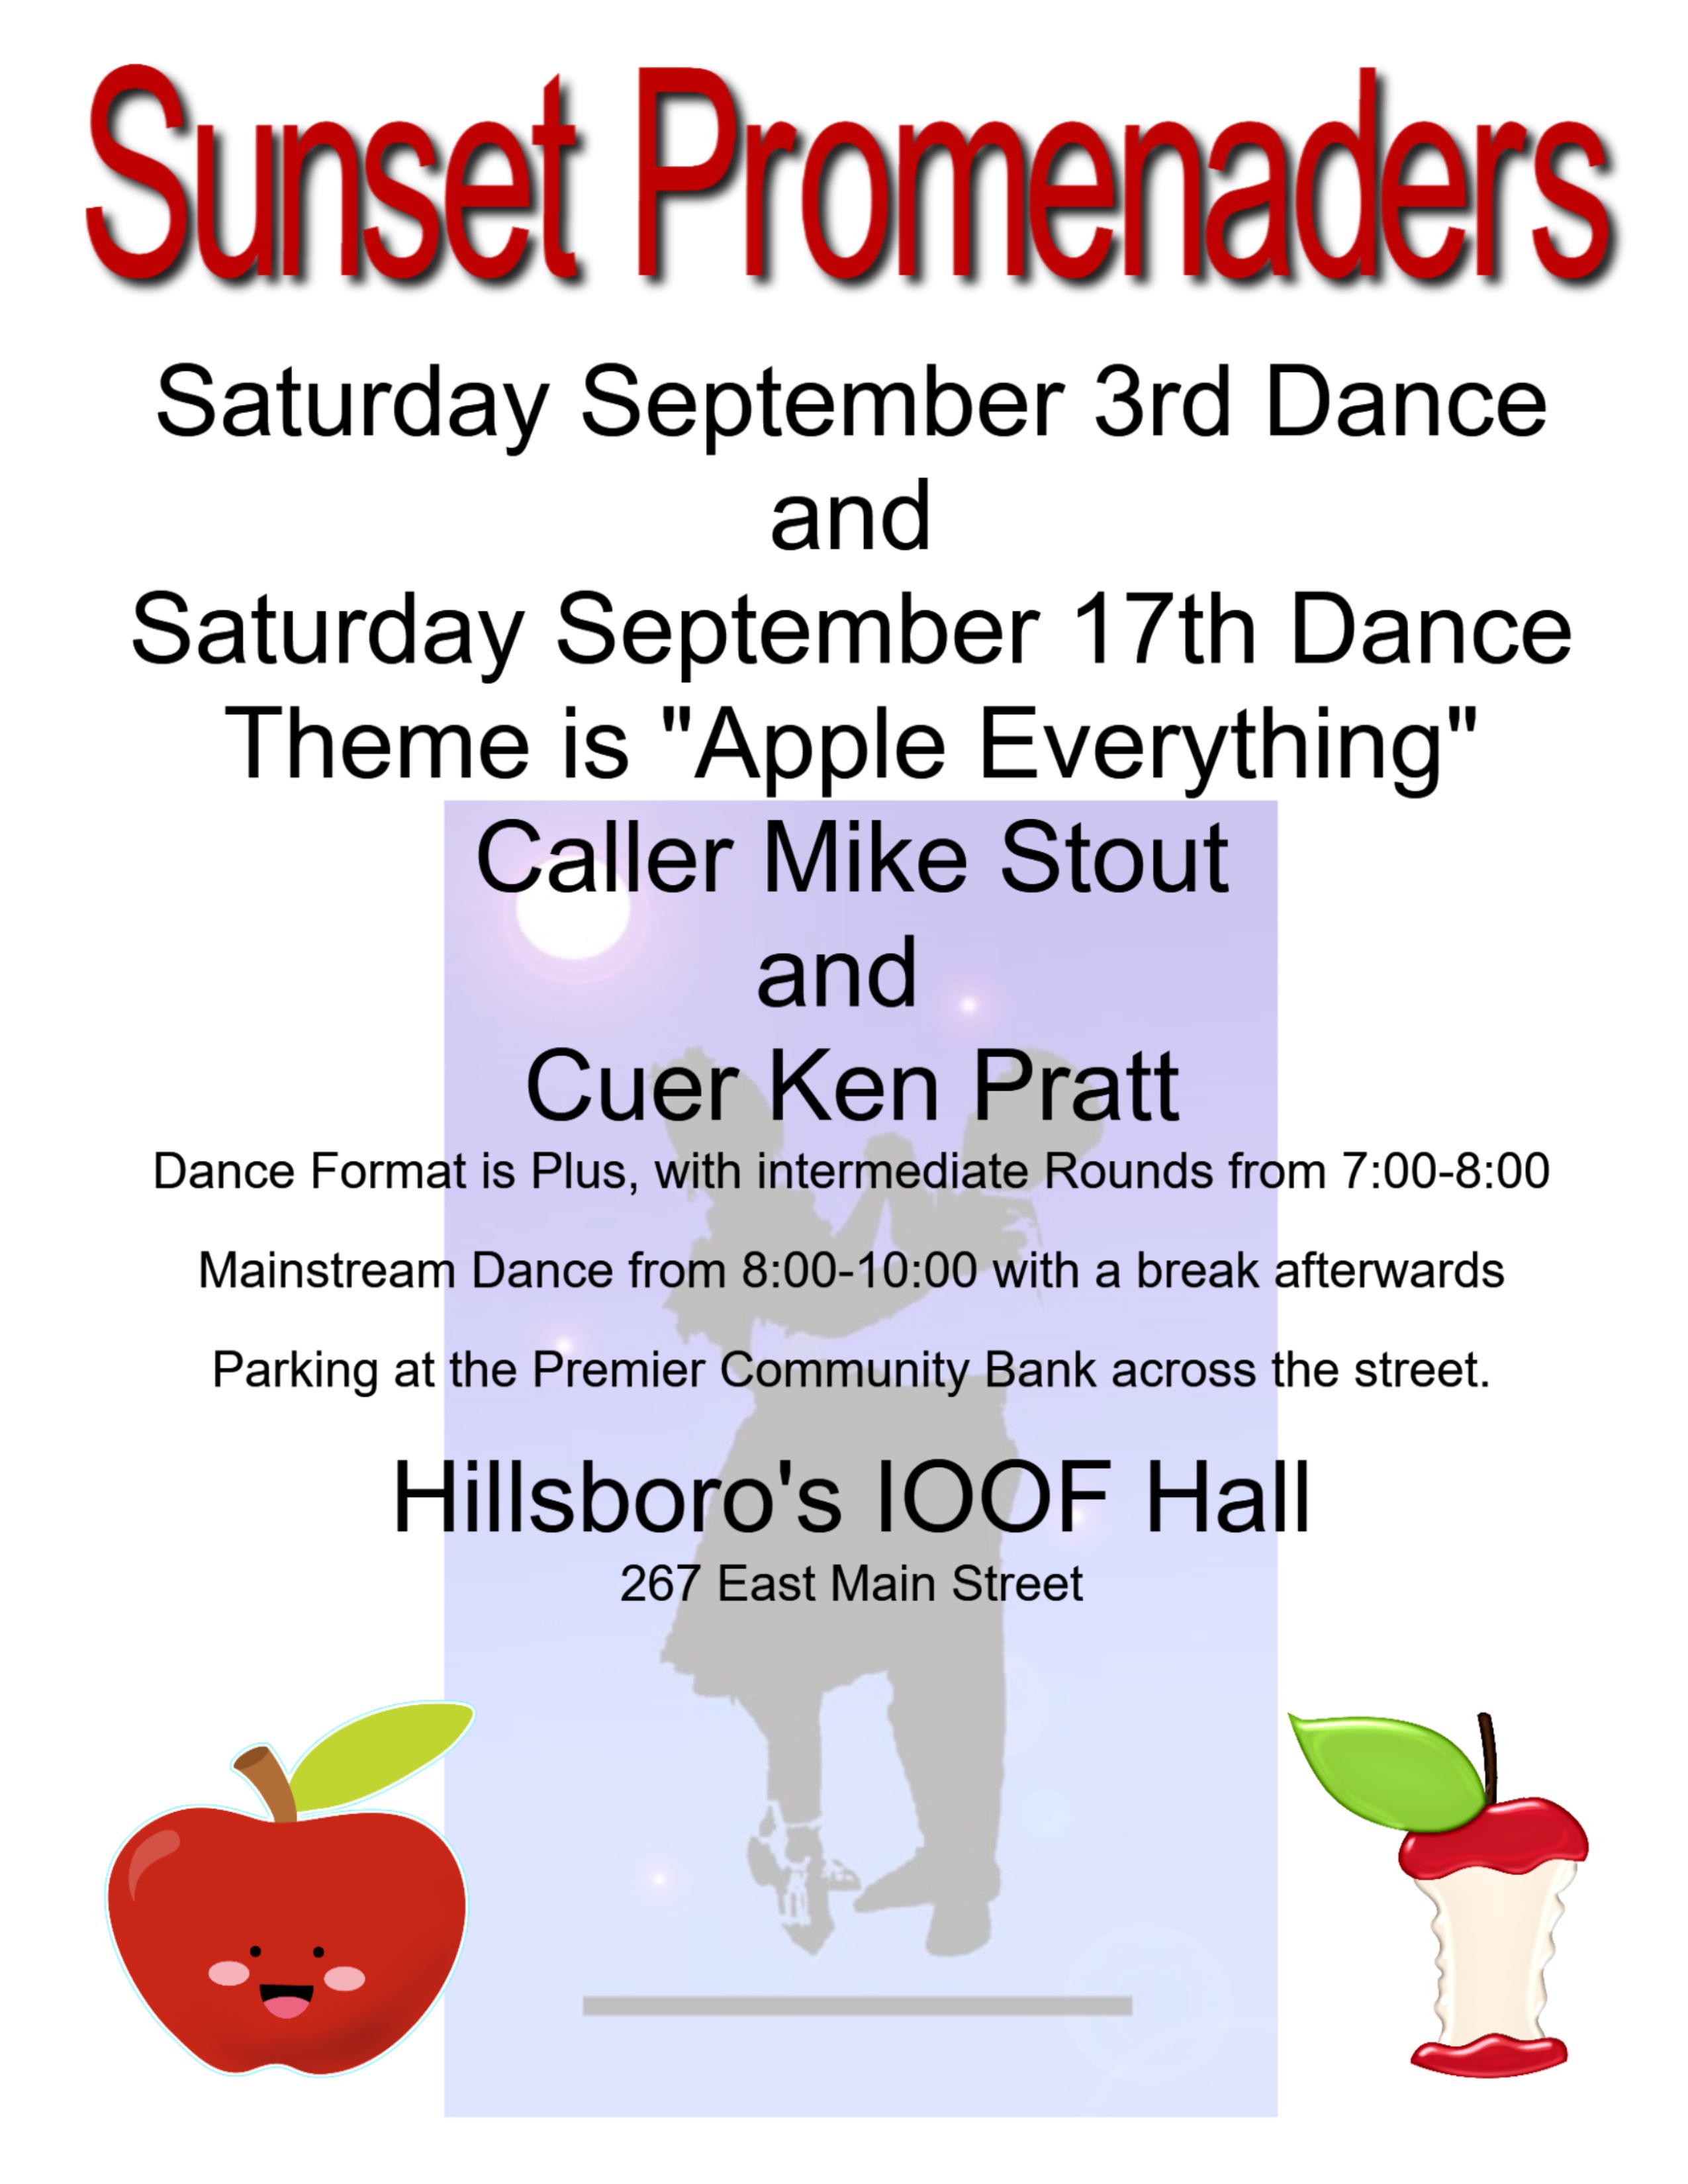 Sunset Promenaders
Saturday September 3rd Dance
and
Saturday September 17th Dance
Theme is "Apple Everything"
Caller Mike Stout
and
Cuer Ken Pratt
Dance Format is Plus, with intermediate Rounds from 7:00-8:00
Mainstream Dance from 8:00-10:00 with a break afterwards
Parking at the Premier Community Bank across the street.
Hillsboro's IOOF Hall
267 East Main Street